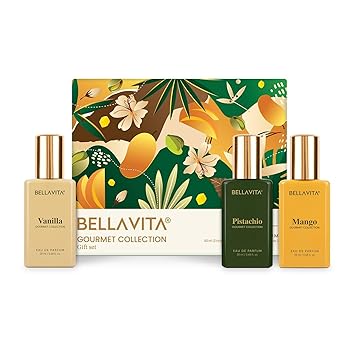 BELLAVITA®
GOURMET COLLECTION
Gift set
BELLAVITA®
Vanilla
GOURMET COLLECTION
EAU DE PARFUM
BELLAVITA®
Pistachio
GOURMET COLLECTION
EAU DE PARFUM
BELLAVITA®
Mango
GOURMET COLLECTION
EAU DE PARFUM